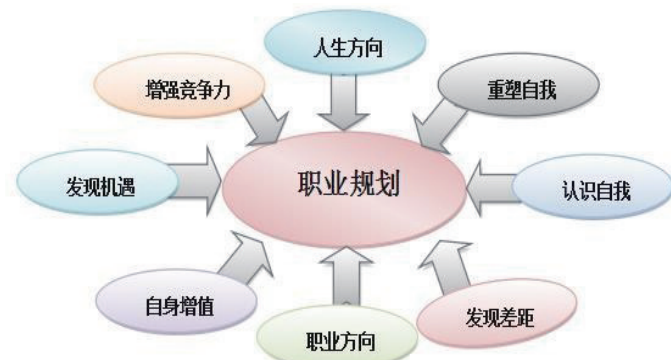 人生方向
增强竞争力
重塑自我
发现机遇
职业规划
认识自我
自身增值
职业方向
发现差距